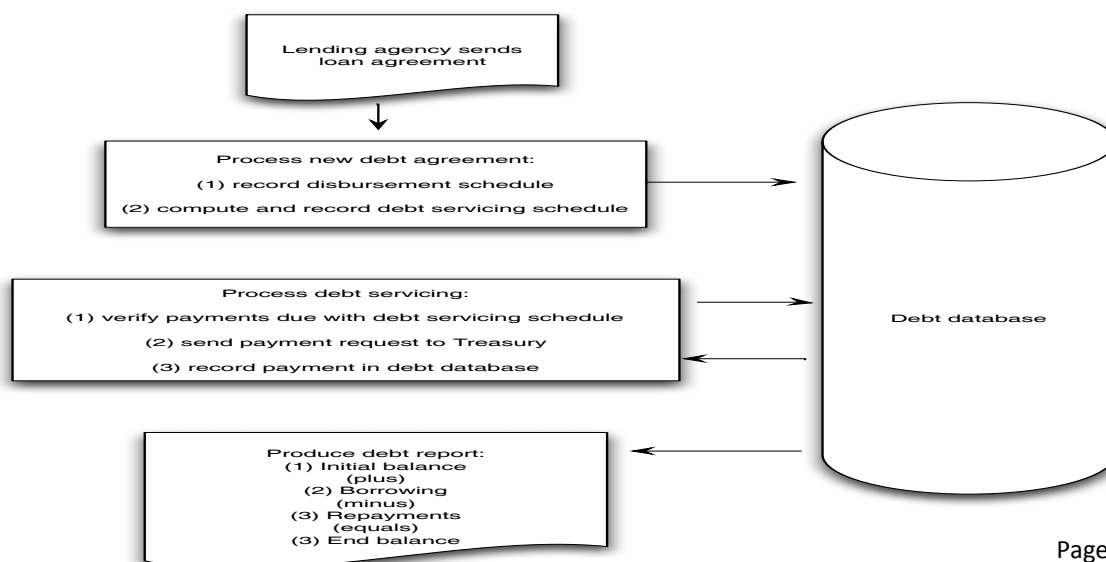 Lending agency sends
loan agreement
Process new debt agreement:
(1) record disbursement schedule
(2) compute and record debt servicing schedule
Process debt servicing:
(1) verify payments due with debt servicing schedule
(2) send payment request to Treasury
(3) record payment in debt database
Debt database
Produce debt report:
(1) Initial balance
(plus)
(2) Borrowing
(minus)
(3) Repayments
(equals)
(3) End balance
Page